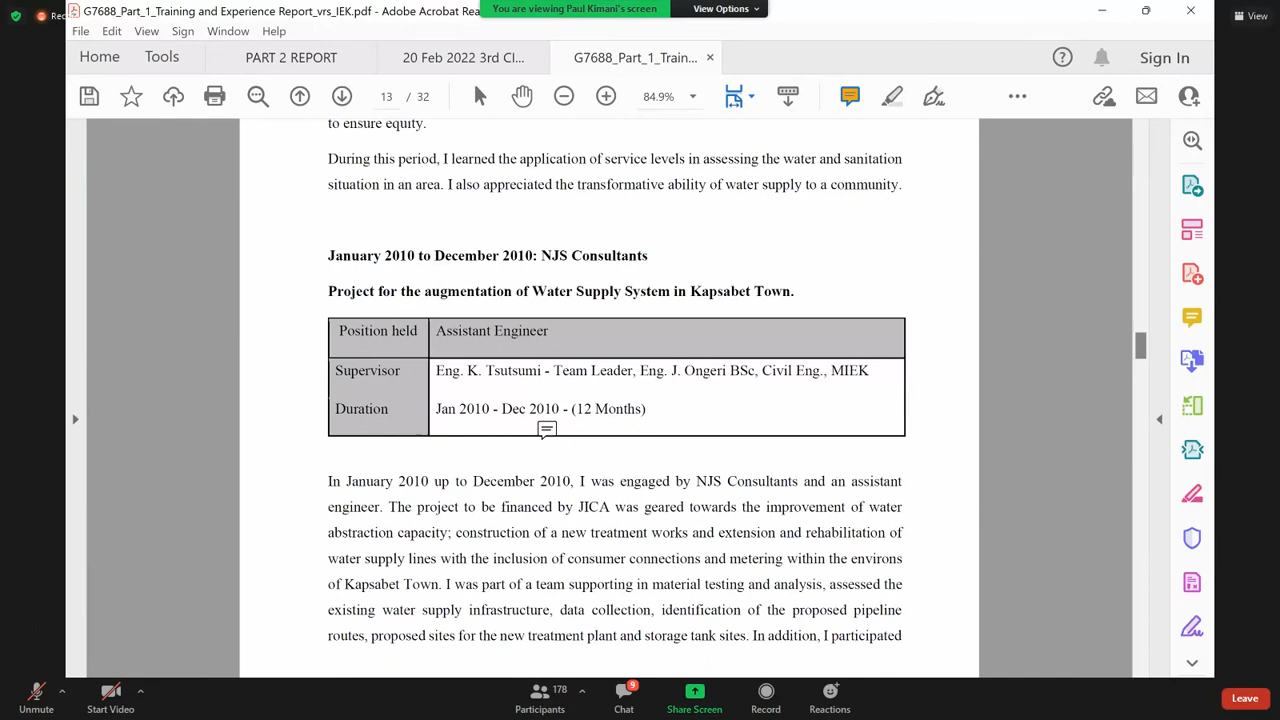 G7688_Part_1_Training and Experience Report_vrs_IEK.pdf - Adobe Acrobat Rea
You are viewing Paul Kimani's screen
View Options
Rec
View
File Edit View Sign Window Help
Home Tools PART 2 REPORT 20 Feb 2022 3rd Cl... G7688_Part_1_Train... Sign In
13 / 32 84.9%
to ensure equity.
During this period, I learned the application of service levels in assessing the water and sanitation
situation in an area. I also appreciated the transformative ability of water supply to a community.
January 2010 to December 2010: NJS Consultants
Project for the augmentation of Water Supply System in Kapsabet Town.
Position held Assistant Engineer
Supervisor Eng. K. Tsutsumi - Team Leader, Eng. J. Ongeri BSc, Civil Eng., MIEK
Duration Jan 2010 - Dec 2010 - (12 Months)
In January 2010 up to December 2010, I was engaged by NJS Consultants and an assistant
engineer. The project to be financed by JICA was geared towards the improvement of water
abstraction capacity; construction of a new treatment works and extension and rehabilitation of
water supply lines with the inclusion of consumer connections and metering within the environs
of Kapsabet Town. I was part of a team supporting in material testing and analysis, assessed the
existing water supply infrastructure, data collection, identification of the proposed pipeline
routes, proposed sites for the new treatment plant and storage tank sites. In addition, I participated
Unmute Start Video 178 Participants 9 Chat Share Screen Record Reactions Leave